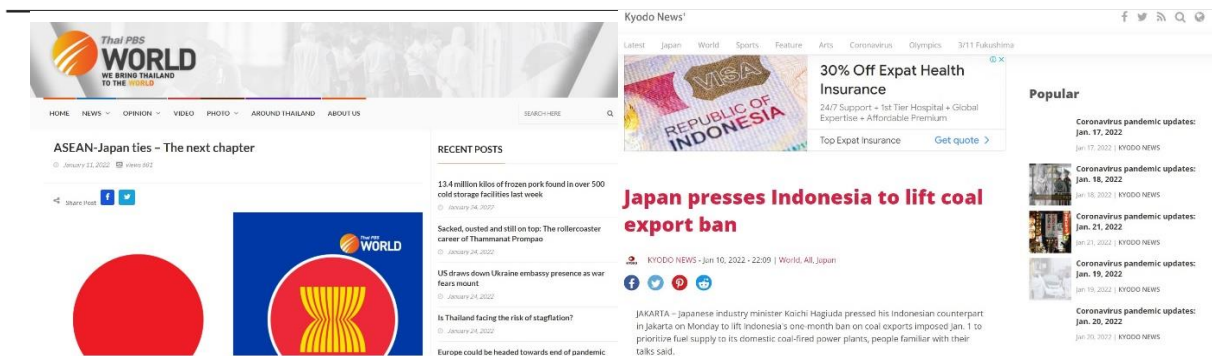 Thai PBS
WORLD
WE BRING THAILAND
TO THE WORLD
HOME NEWS OPINION VIDEO PHOTO AROUND THAILAND ABOUT US
SEARCH HERE
ASEAN-Japan ties – The next chapter
January 11, 2022 Views 601
Share Post
Thai PBS
WORLD
RECENT POSTS
13.4 million kilos of frozen pork found in over 500
cold storage facilities last week
January 24, 2022
Sacked, ousted and still on top: The rollercoaster
career of Thammanat Prompao
January 24, 2022
US draws down Ukraine embassy presence as war
fears mount
January 24, 2022
Is Thailand facing the risk of stagflation?
January 24, 2022
Europe could be headed towards end of pandemic
Kyodo News+
Latest Japan World Sports Feature Arts Coronavirus Olympics 3/11 Fukushima
VISA
REPUBLIC OF
INDONESIA
30% Off Expat Health
Insurance
24/7 Support + 1st Tier Hospital + Global
Expertise + Affordable Premium
Top Expat Insurance Get quote
Japan presses Indonesia to lift coal
export ban
KYODO NEWS - Jan 10, 2022 - 22:09 | World, All, Japan
JAKARTA – Japanese industry minister Koichi Hagiuda pressed his Indonesian counterpart
in Jakarta on Monday to lift Indonesia's one-month ban on coal exports imposed Jan. 1 to
prioritize fuel supply to its domestic coal-fired power plants, people familiar with their
talks said.
Popular
Coronavirus pandemic updates:
Jan. 17, 2022
Jan 17, 2022 | KYODO NEWS
Coronavirus pandemic updates:
Jan. 18, 2022
Jan 18, 2022 | KYODO NEWS
Coronavirus pandemic updates:
Jan. 21, 2022
Jan 21, 2022 | KYODO NEWS
Coronavirus pandemic updates:
Jan. 19, 2022
Jan 19, 2022 | KYODO NEWS
Coronavirus pandemic updates:
Jan. 20, 2022
Jan 20, 2022 | KYODO NEWS